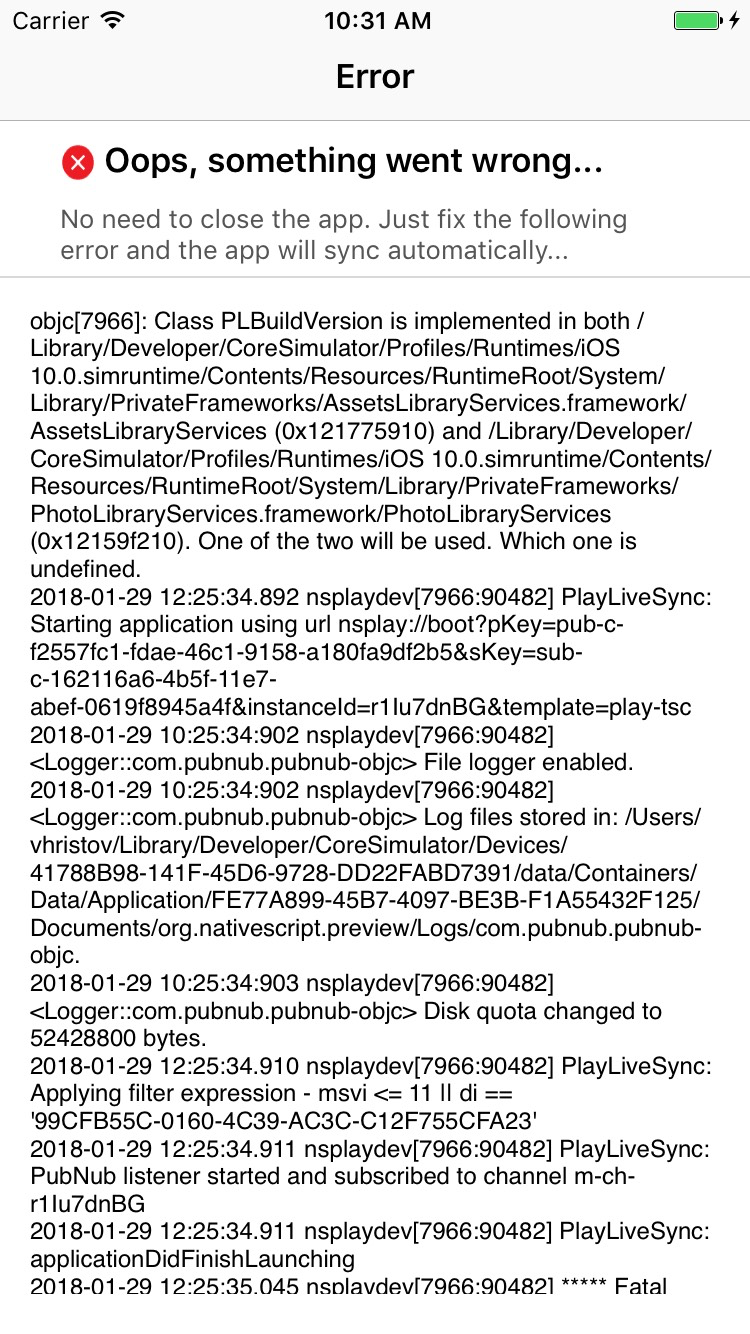 Carrier 10:31 AM
Error
Oops, something went wrong...
No need to close the app. Just fix the following
error and the app will sync automatically...
objc[7966]: Class PLBuildVersion is implemented in both /
Library/Developer/CoreSimulator/Profiles/Runtimes/iOS
10.0.simruntime/Contents/Resources/RuntimeRoot/System/
Library/PrivateFrameworks/AssetsLibraryServices.framework/
AssetsLibraryServices (0x121775910) and /Library/Developer/
CoreSimulator/Profiles/Runtimes/iOS 10.0.simruntime/Contents/
Resources/RuntimeRoot/System/Library/PrivateFrameworks/
PhotoLibraryServices.framework/PhotoLibraryServices
(0x12159f210). One of the two will be used. Which one is
undefined.
2018-01-29 12:25:34.892 nsplaydev[7966:90482] PlayLiveSync:
Starting application using url nsplay://boot?pKey=pub-c-
f2557fc1-fdae-46c1-9158-a180fa9df2b5&sKey=sub-
c-162116a6-4b5f-11e7-
abef-0619f8945a4f&instanceId=r1Iu7dnBG&template=play-tsc
2018-01-29 10:25:34:902 nsplaydev[7966:90482]
<Logger::com.pubnub.pubnub-objc> File logger enabled.
2018-01-29 10:25:34:902 nsplaydev[7966:90482]
<Logger::com.pubnub.pubnub-objc> Log files stored in: /Users/
vhristov/Library/Developer/CoreSimulator/Devices/
41788B98-141F-45D6-9728-DD22FABD7391/data/Containers/
Data/Application/FE77A899-45B7-4097-BE3B-F1A55432F125/
Documents/org.nativescript.preview/Logs/com.pubnub.pubnub-
objc.
2018-01-29 10:25:34:903 nsplaydev[7966:90482]
<Logger::com.pubnub.pubnub-objc> Disk quota changed to
52428800 bytes.
2018-01-29 12:25:34.910 nsplaydev[7966:90482] PlayLiveSync:
Applying filter expression - msvi <= 11 || di ==
'99CFB55C-0160-4C39-AC3C-C12F755CFA23'
2018-01-29 12:25:34.911 nsplaydev[7966:90482] PlayLiveSync:
PubNub listener started and subscribed to channel m-ch-
r1Iu7dnBG
2018-01-29 12:25:34.911 nsplaydev[7966:90482] PlayLiveSync:
applicationDidFinishLaunching
2018-01-29 12:25:35.045 nsplaydev[7966:90482] ***** Fatal